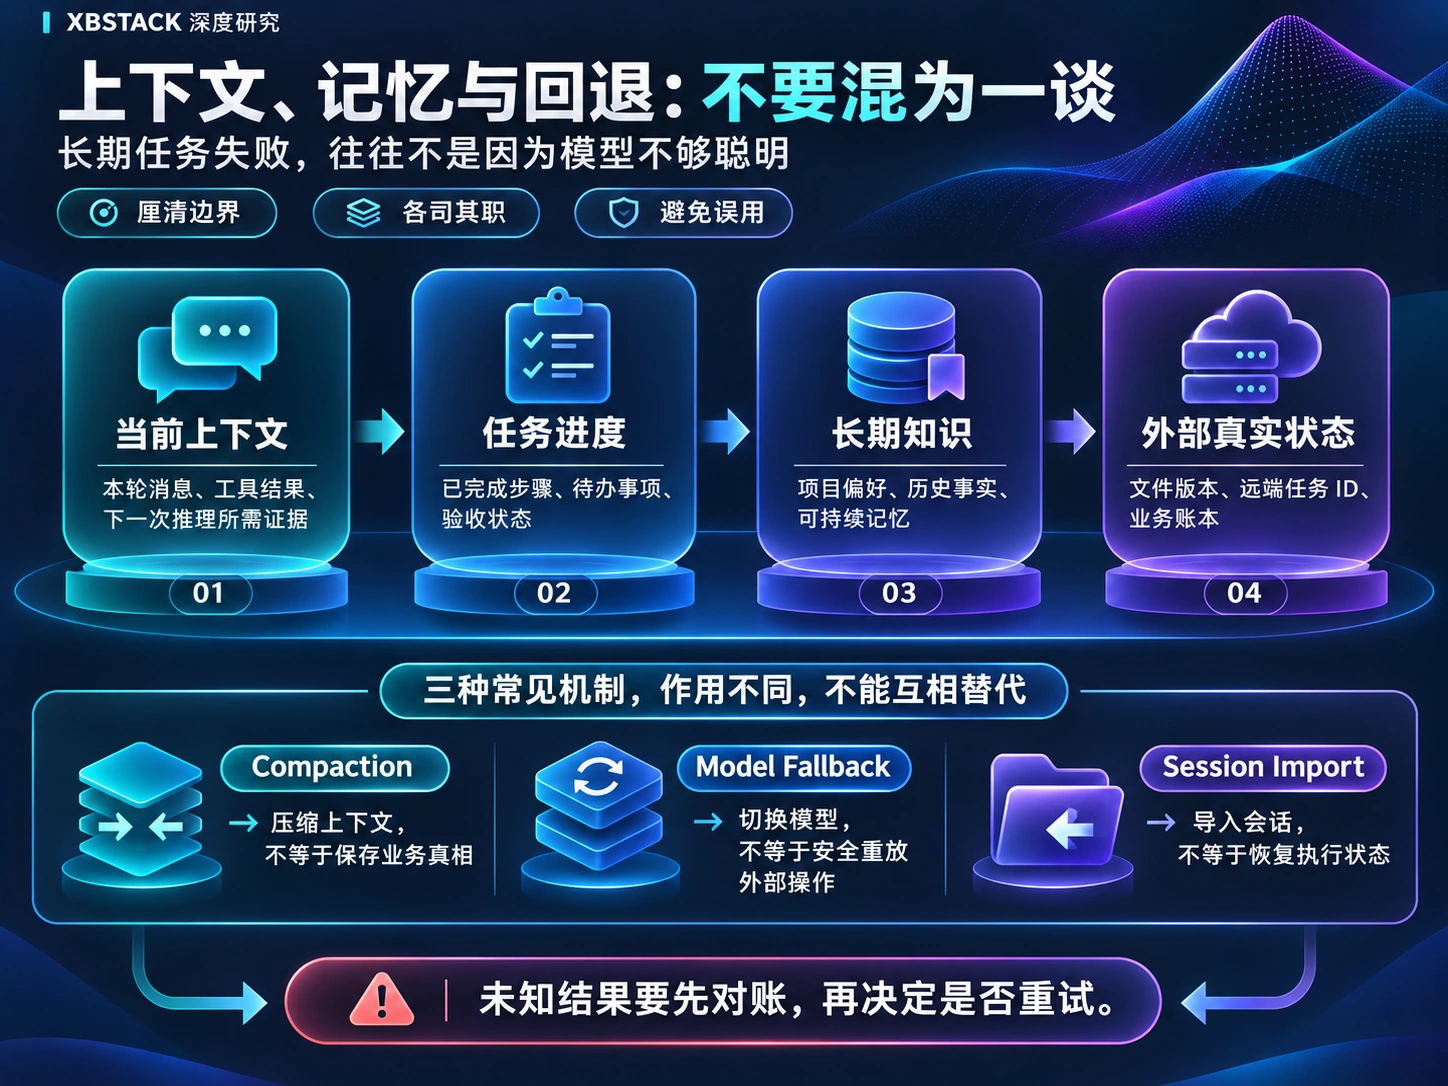 XBSTACK 深度研究
上下文、记忆与回退：不要混为一谈
长期任务失败，往往不是因为模型不够聪明
厘清边界
各司其职
避免误用
当前上下文
本轮消息、工具结果、
下一次推理所需证据
01
任务进度
已完成步骤、待办事项、
验收状态
02
长期知识
项目偏好、历史事实、
可持续记忆
03
外部真实状态
文件版本、远端任务 ID、
业务账本
04
三种常见机制，作用不同，不能互相替代
Compaction
→ 压缩上下文，
不等于保存业务真相
Model Fallback
→ 切换模型，
不等于安全重放
外部操作
Session Import
→ 导入会话，
不等于恢复执行状态
未知结果要先对账，再决定是否重试。